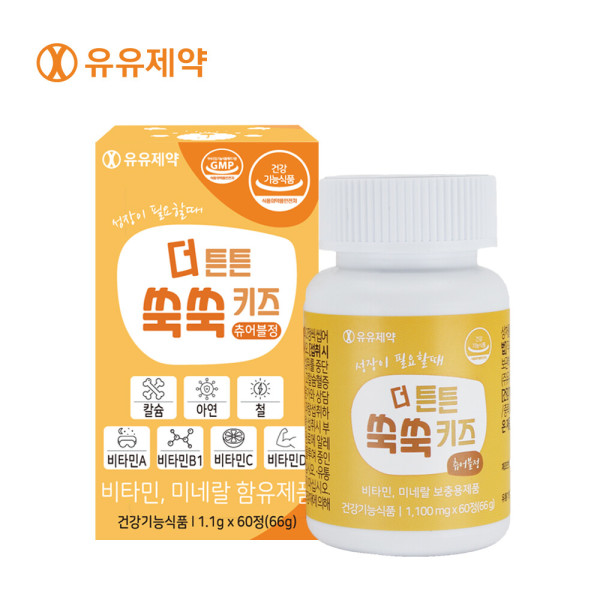 유유제약
유유제약
GMP
건강
기능식품
식품의약품안전처
성장이 필요할때
더 튼튼
쑥쑥 키즈
츄어블정
칼슘
아연
철
비타민A
비타민B1
비타민C
비타민D
비타민, 미네랄 함유제품
건강기능식품 | 1.1g x 60정(66g)
유유제약
성장이 필요할때
더 튼튼
쑥쑥 키즈
츄어블정
비타민, 미네랄 보충용제품
건강기능식품 | 1,100 mg x 60정(66 g)